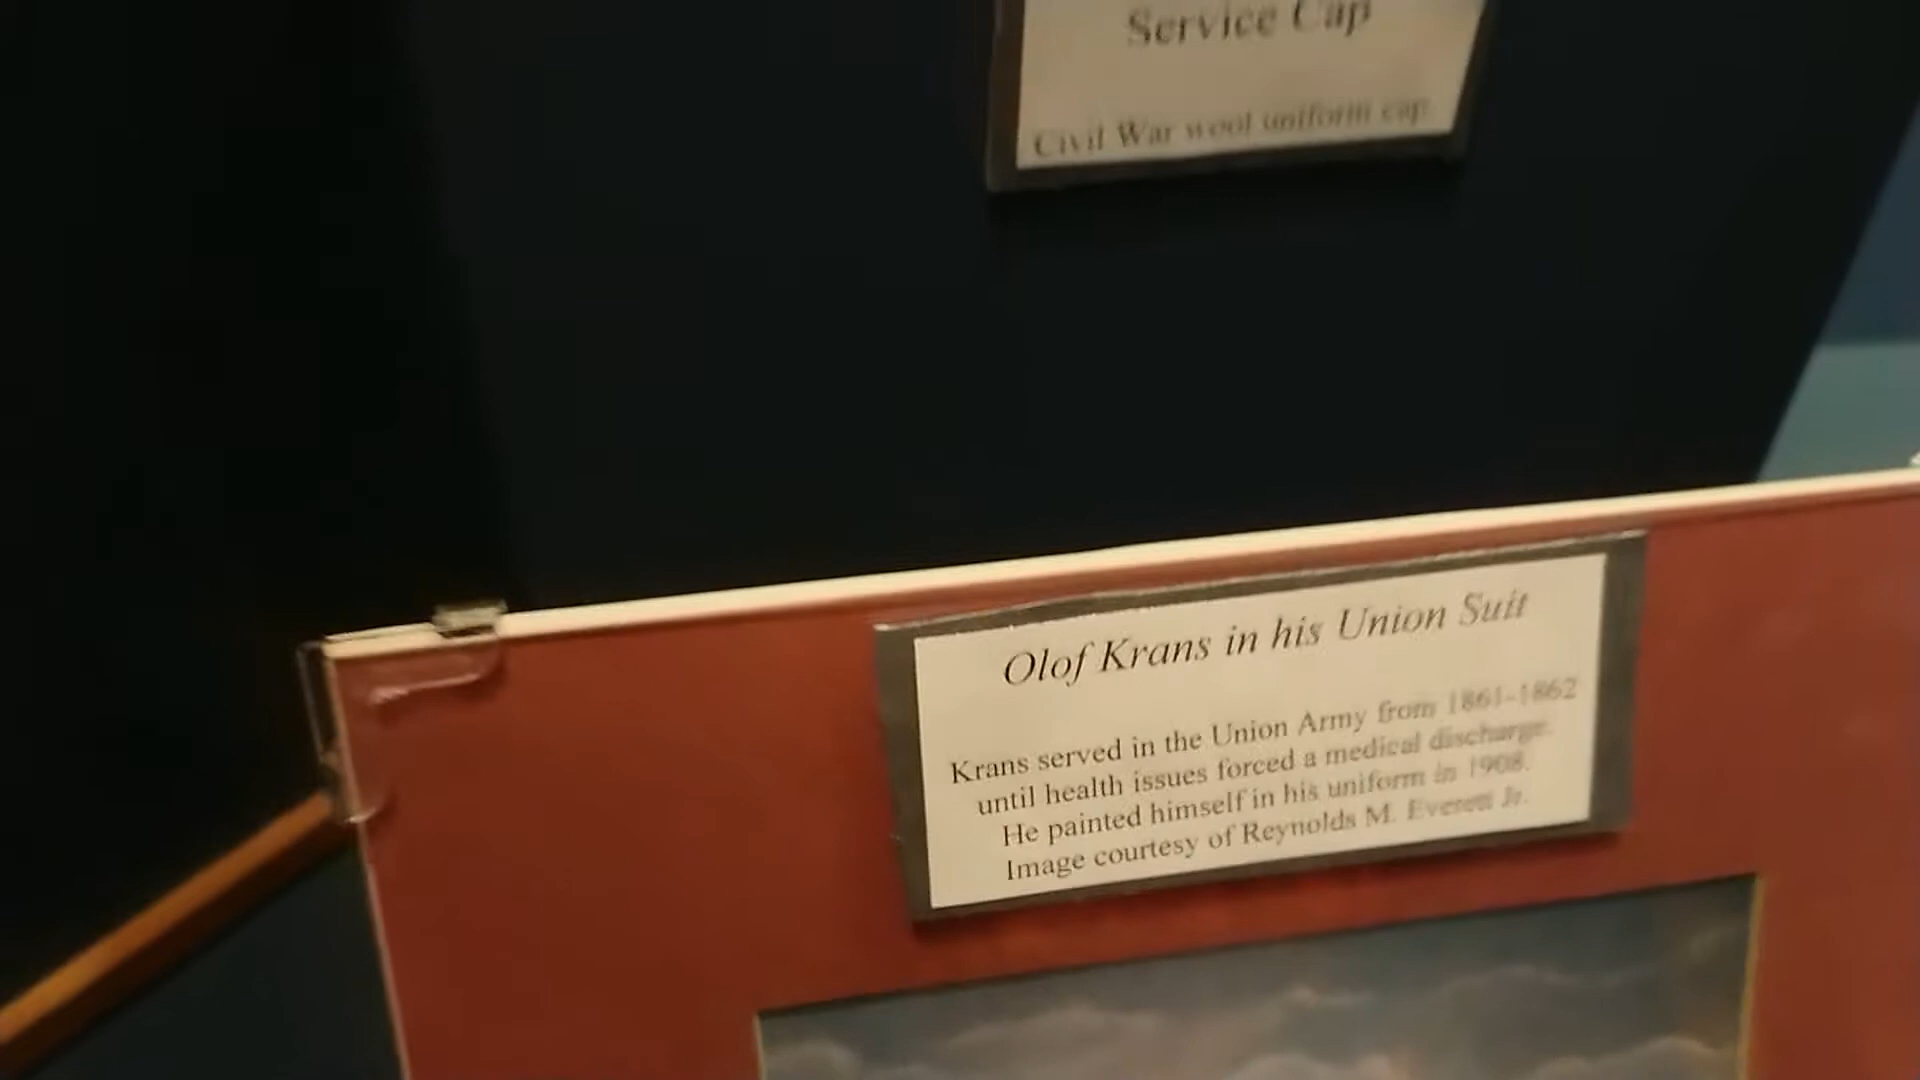 Service Cap
Civil War wool uniform cap.
Olof Krans in his Union Suit
Krans served in the Union Army from 1861-1862
until health issues forced a medical discharge.
He painted himself in his uniform in 1908.
Image courtesy of Reynolds M. Everett Jr.